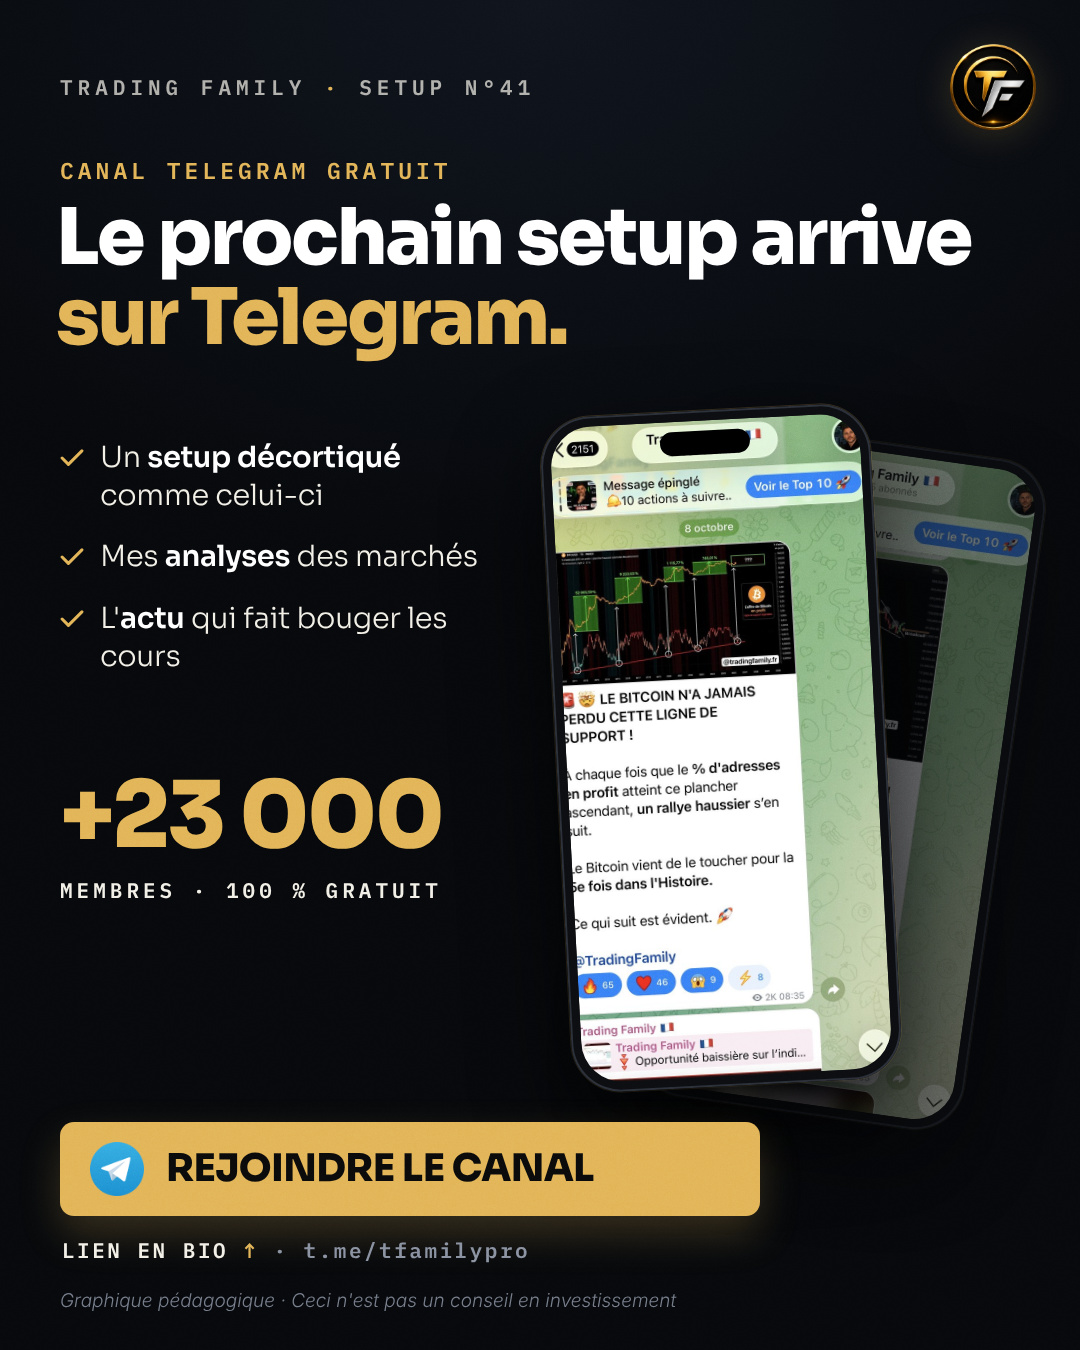 TRADING FAMILY · SETUP N°41
TF
CANAL TELEGRAM GRATUIT
Le prochain setup arrive
sur Telegram.
Un setup décortiqué
comme celui-ci
Mes analyses des marchés
L'actu qui fait bouger les
cours
+23 000
MEMBRES · 100 % GRATUIT
2151
Message épinglé
10 actions à suivre..
Voir le Top 10 🚀
8 octobre
@tradingfamily.fr
🚨🤯 LE BITCOIN N'A JAMAIS
PERDU CETTE LIGNE DE
SUPPORT !
À chaque fois que le % d'adresses
en profit atteint ce plancher
ascendant, un rallye haussier s'en
suit.
Le Bitcoin vient de le toucher pour la
5e fois dans l'Histoire.
Ce qui suit est évident. 🚀
@TradingFamily
🔥 65 ❤️ 46 😱 9 ⚡ 8
2K 08:35
Trading Family 🇫🇷
Trading Family 🇫🇷
Opportunité baissière sur l'indi...
Family 🇫🇷
abonnés
Voir le Top 10 🚀
REJOINDRE LE CANAL
LIEN EN BIO ↑ · t.me/tfamilypro
Graphique pédagogique · Ceci n'est pas un conseil en investissement